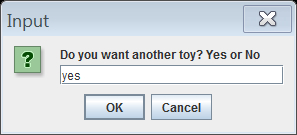 Input
Do you want another toy? Yes or No
yes
OK
Cancel